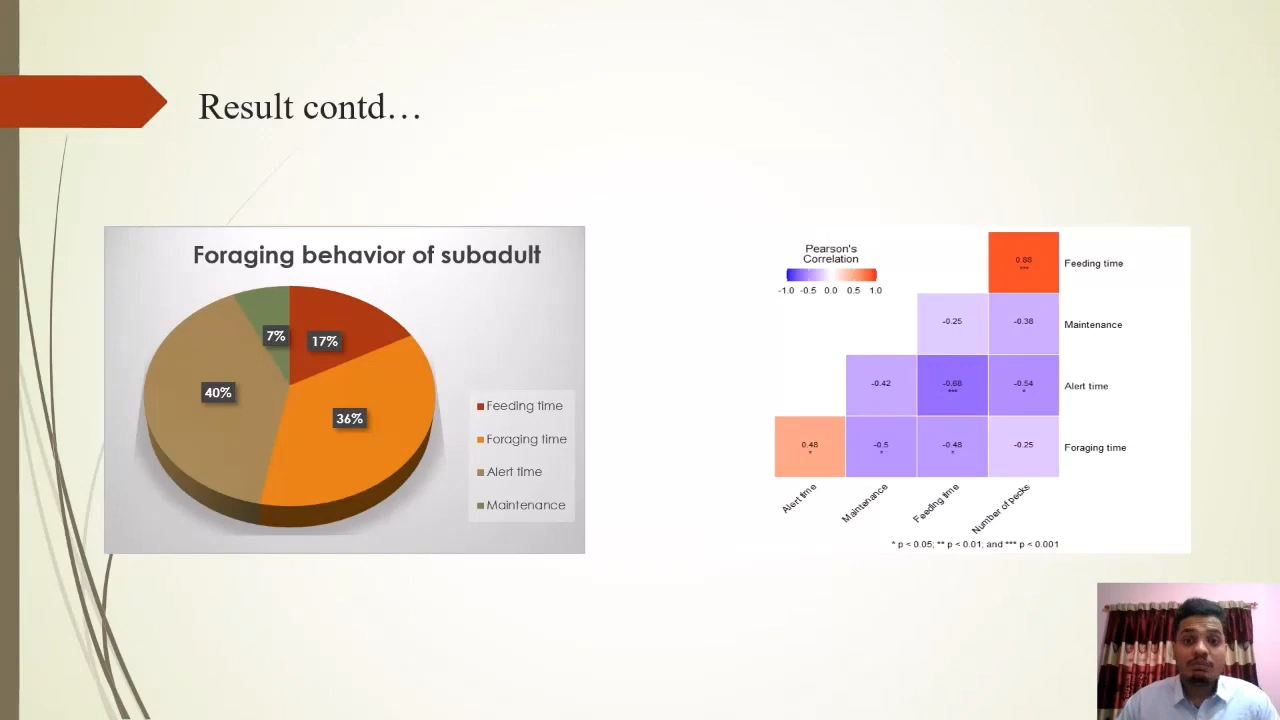 Result contd…
Foraging behavior of subadult
7%
17%
40%
36%
Feeding time
Foraging time
Alert time
Maintenance
Pearson's
Correlation
-1.0 -0.5 0.0 0.5 1.0
0.88
***
Feeding time
-0.25
-0.38
Maintenance
-0.42
-0.68
***
-0.54
*
Alert time
0.48
*
-0.5
*
-0.48
*
-0.25
Foraging time
Alert time
Maintenance
Feeding time
Number of pecks
* p < 0.05; ** p < 0.01; and *** p < 0.001